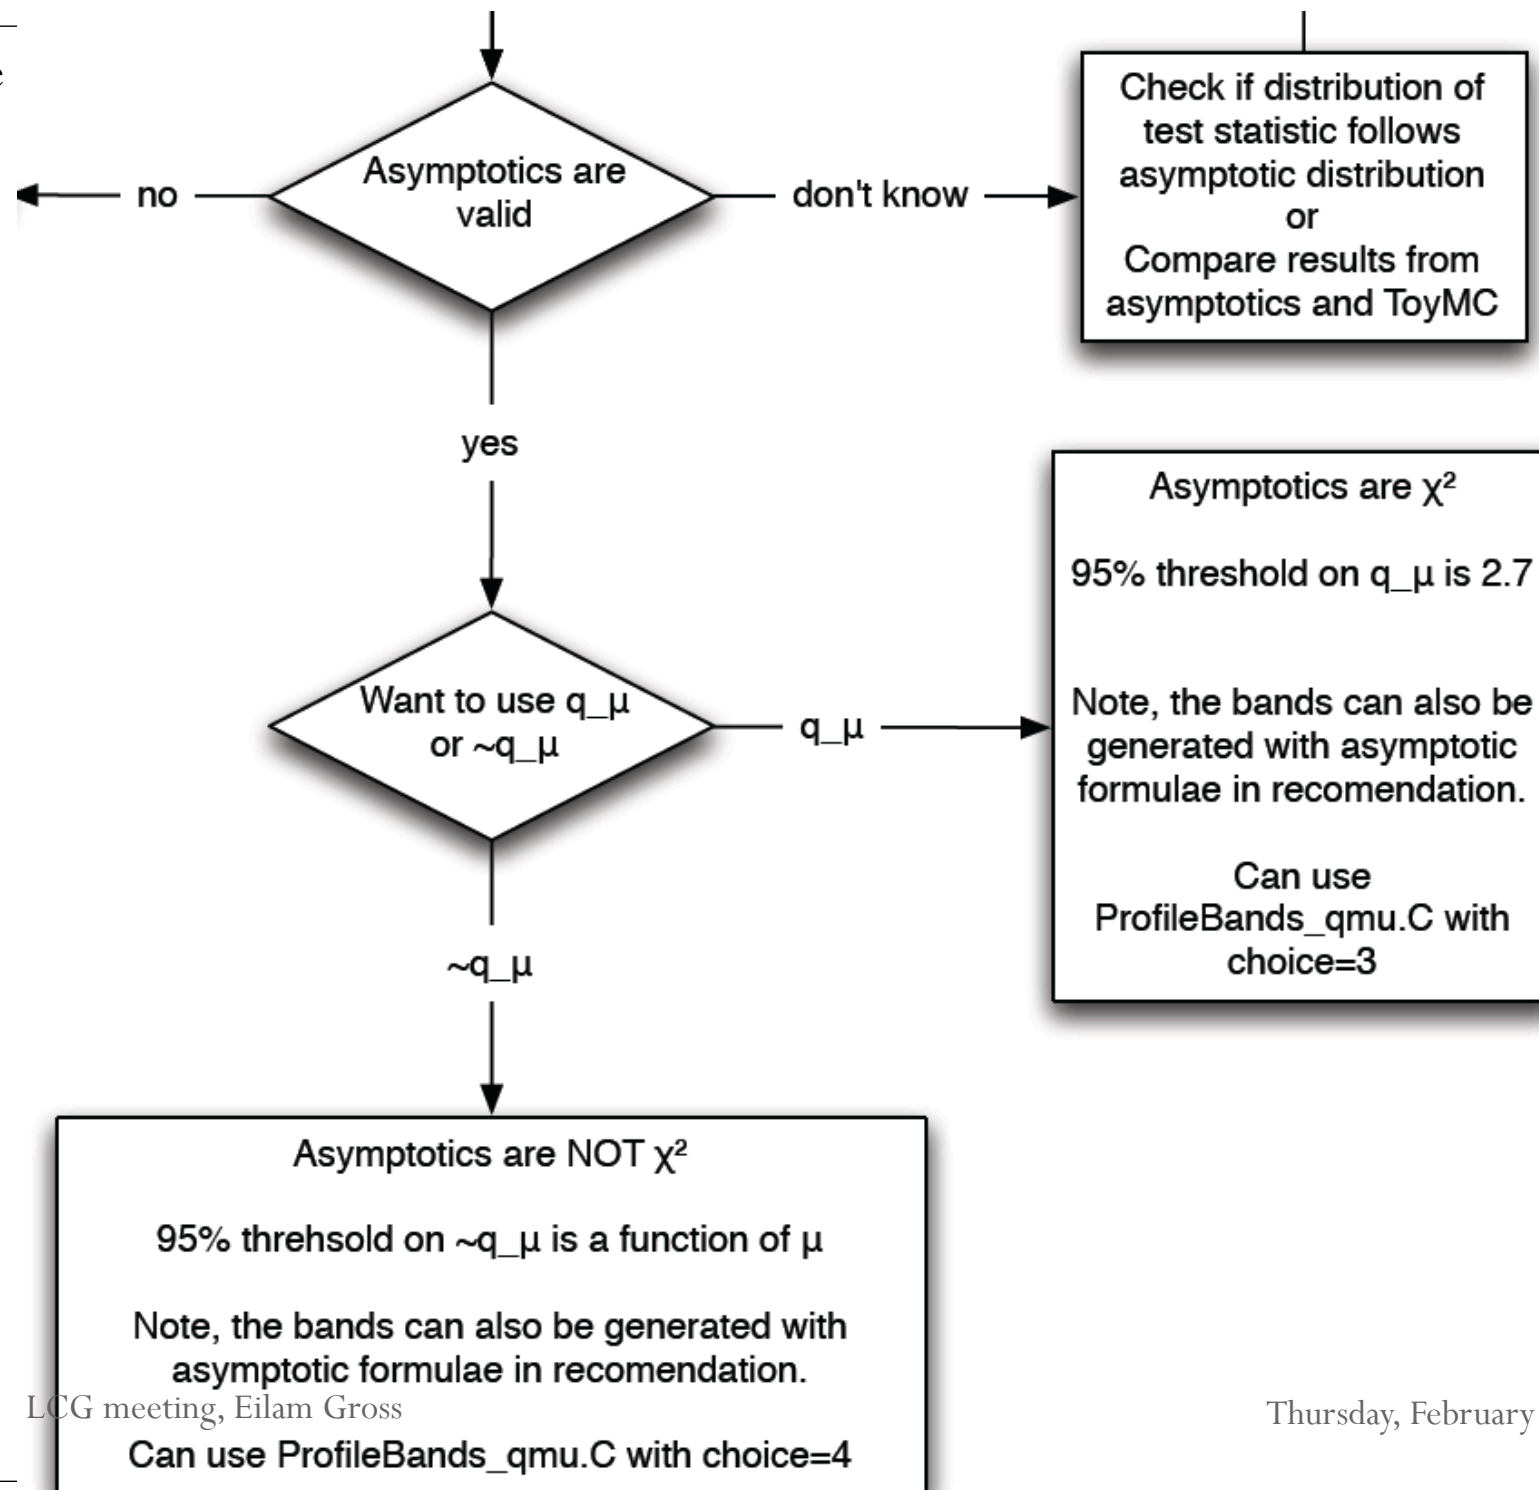 Check if distribution of
test statistic follows
asymptotic distribution
or
Compare results from
asymptotics and ToyMC
Asymptotics are
valid
no
don't know
yes
Asymptotics are χ²
95% threshold on q_μ is 2.7
Note, the bands can also be
generated with asymptotic
formulae in recomendation.
Can use
ProfileBands_qmu.C with
choice=3
Want to use q_μ
or ~q_μ
q_μ
~q_μ
Asymptotics are NOT χ²
95% threhsold on ~q_μ is a function of μ
Note, the bands can also be generated with
asymptotic formulae in recomendation.
LCG meeting, Eilam Gross
Thursday, February
Can use ProfileBands_qmu.C with choice=4